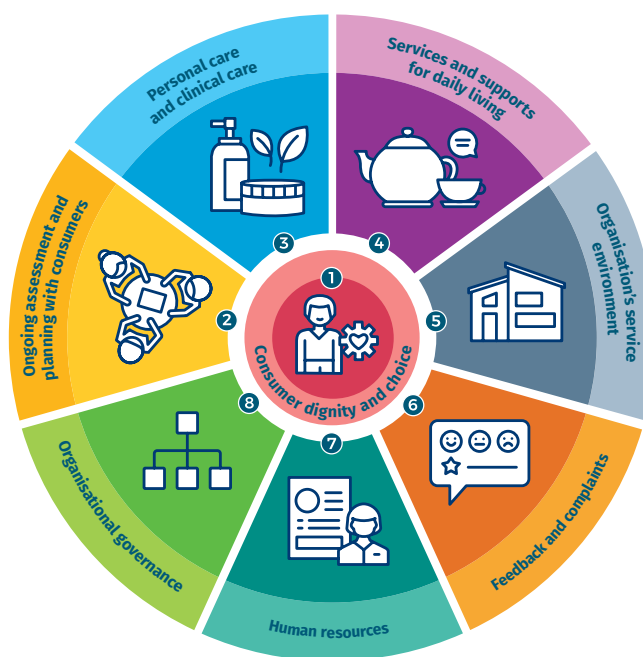 1
Consumer dignity and choice
2
Ongoing assessment and
planning with consumers
3
Personal care
and clinical care
4
Services and supports
for daily living
5
Organisation's service
environment
6
Feedback and complaints
7
Human resources
8
Organisational governance